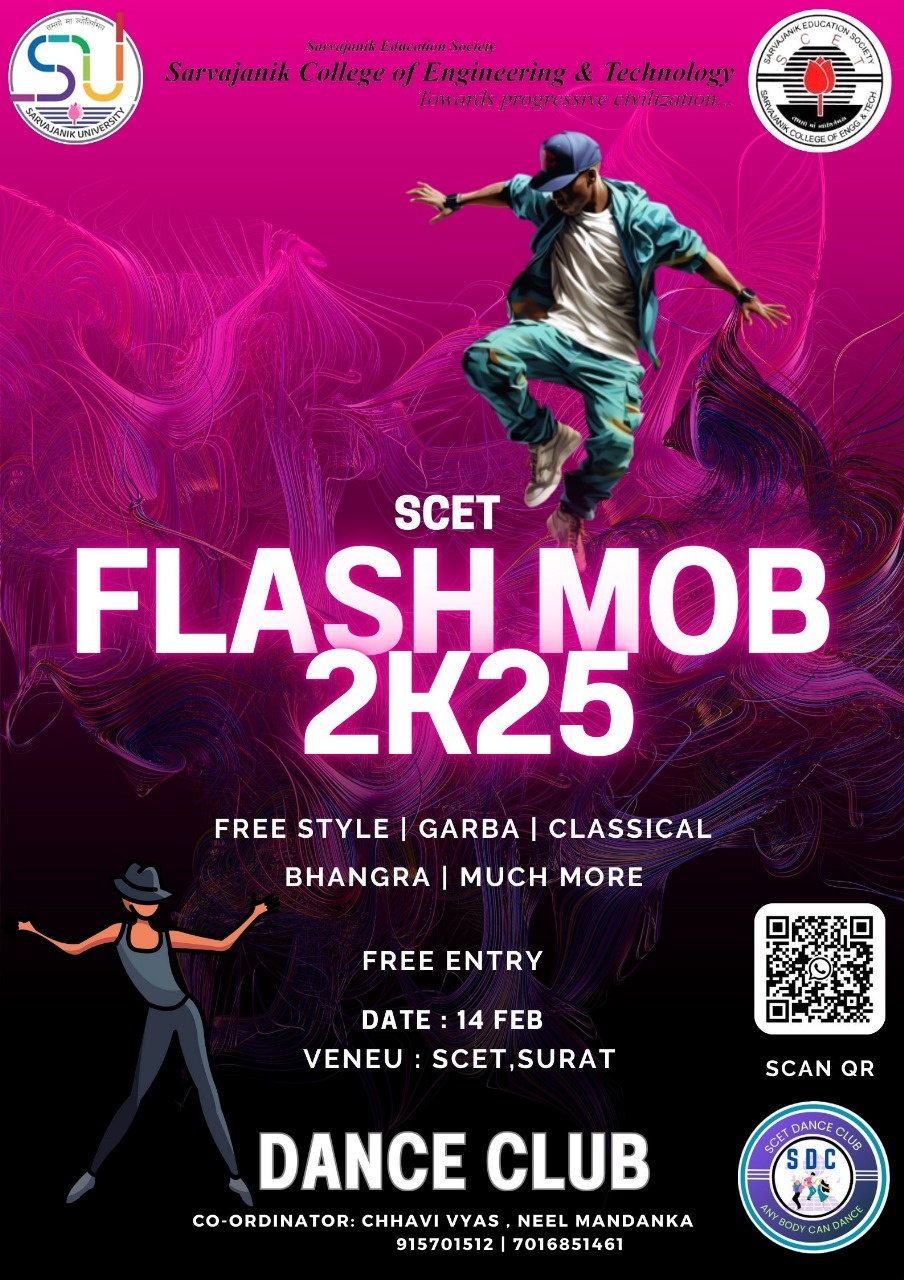 तमसो मा ज्योतिर्गमय
SU
SARVAJANIK UNIVERSITY
Sarvajanik Education Society
Sarvajanik College of Engineering & Technology
Towards progressive civilization...
SARVAJANIK EDUCATION SOCIETY
S C E T
SARVAJANIK COLLEGE OF ENGG. & TECH.
SCET
FLASH MOB
2K25
FREE STYLE | GARBA | CLASSICAL
BHANGRA | MUCH MORE
FREE ENTRY
DATE : 14 FEB
VENEU : SCET,SURAT
SCAN QR
DANCE CLUB
SCET DANCE CLUB
SDC
ANY BODY CAN DANCE
CO-ORDINATOR: CHHAVI VYAS , NEEL MANDANKA
915701512 | 7016851461